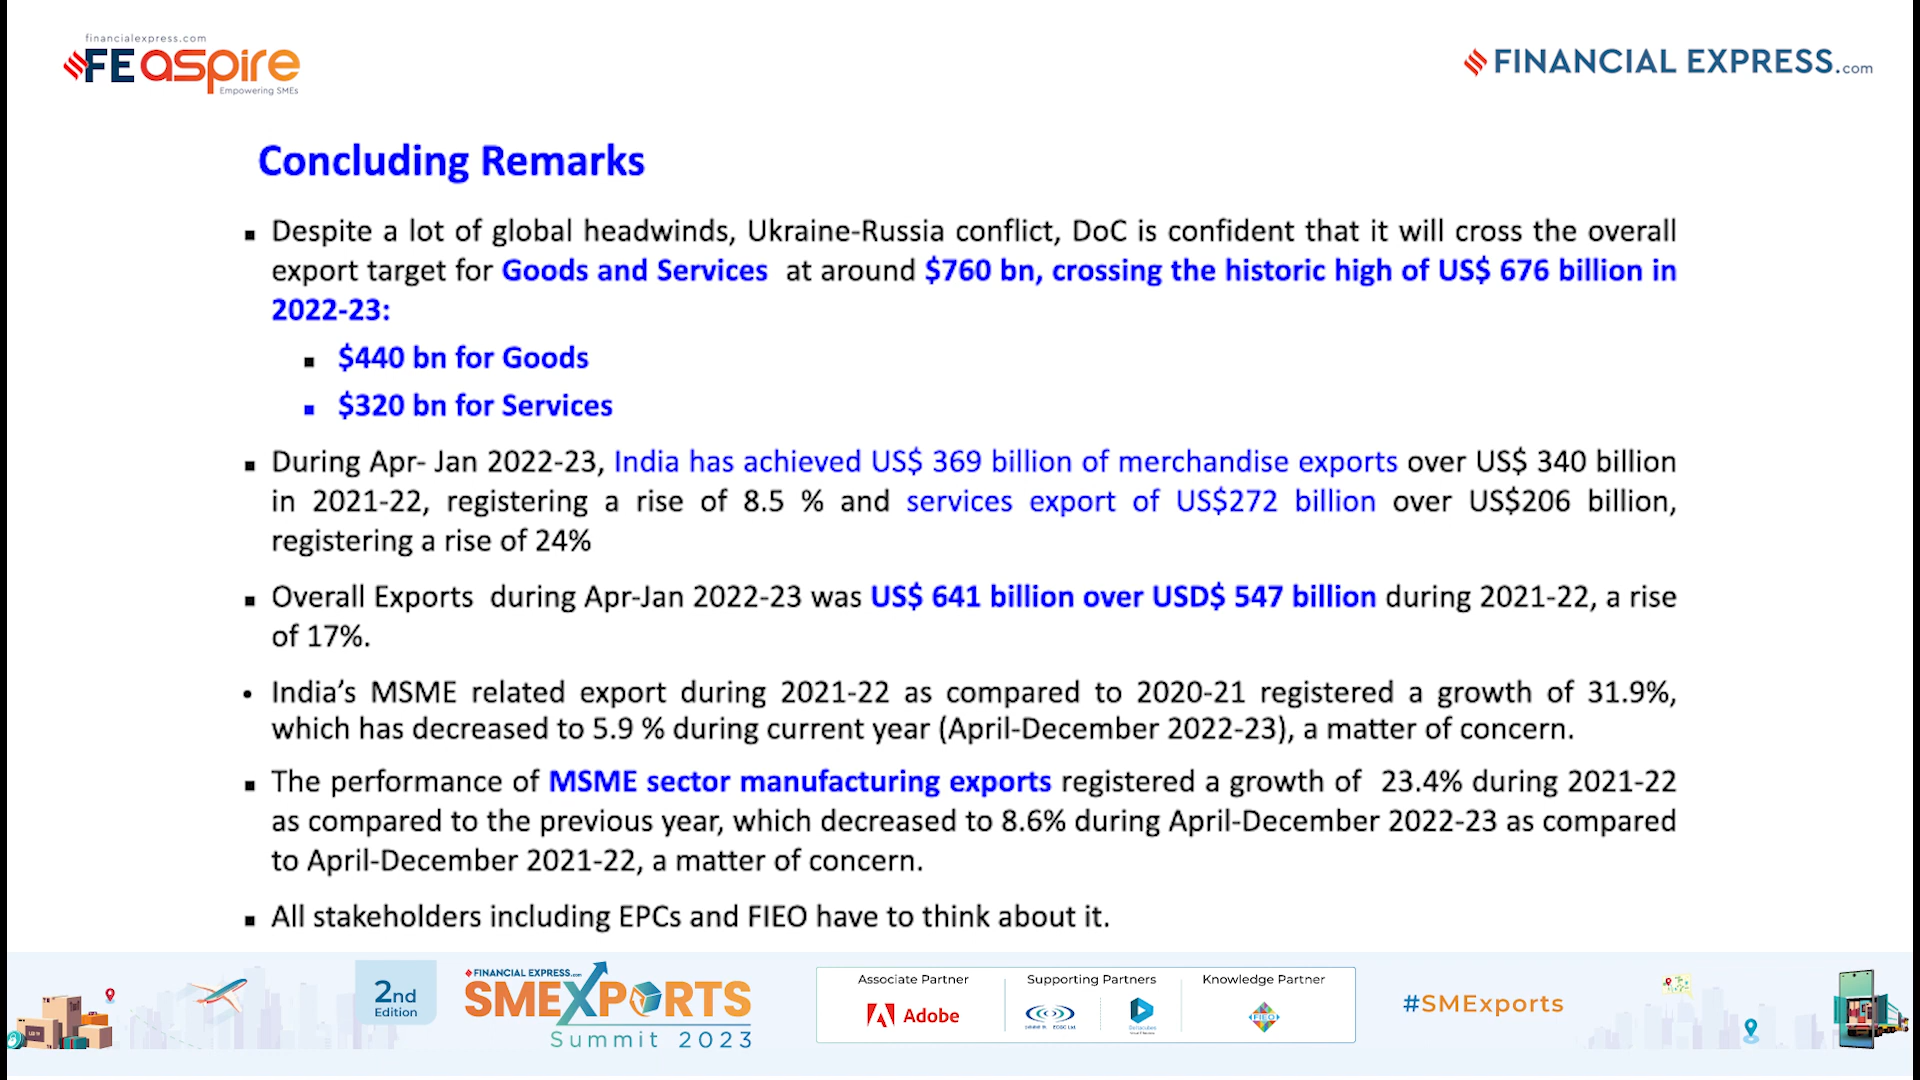 financialexpress.com
FE aspire
Empowering SMEs
FINANCIAL EXPRESS.com
Concluding Remarks
Despite a lot of global headwinds, Ukraine-Russia conflict, DoC is confident that it will cross the overall
export target for Goods and Services at around $760 bn, crossing the historic high of US$ 676 billion in
2022-23:
$440 bn for Goods
$320 bn for Services
During Apr- Jan 2022-23, India has achieved US$ 369 billion of merchandise exports over US$ 340 billion
in 2021-22, registering a rise of 8.5 % and services export of US$272 billion over US$206 billion,
registering a rise of 24%
Overall Exports during Apr-Jan 2022-23 was US$ 641 billion over USD$ 547 billion during 2021-22, a rise
of 17%.
India’s MSME related export during 2021-22 as compared to 2020-21 registered a growth of 31.9%,
which has decreased to 5.9 % during current year (April-December 2022-23), a matter of concern.
The performance of MSME sector manufacturing exports registered a growth of 23.4% during 2021-22
as compared to the previous year, which decreased to 8.6% during April-December 2022-23 as compared
to April-December 2021-22, a matter of concern.
All stakeholders including EPCs and FIEO have to think about it.
2nd
Edition
FINANCIAL EXPRESS.com
SMEXPORTS
Summit 2023
Associate Partner
Adobe
Supporting Partners
ECGC Ltd.
Knowledge Partner
FIEO
#SMExports